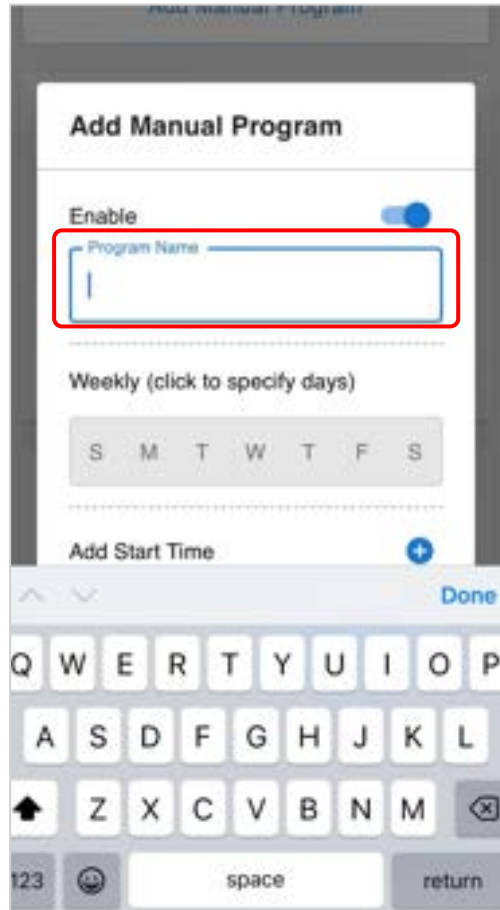 Add Manual Program
Add Manual Program
Enable
Program Name
Weekly (click to specify days)
S M T W T F S
Add Start Time
Done
Q W E R T Y U I O P
A S D F G H J K L
Z X C V B N M
123 space return